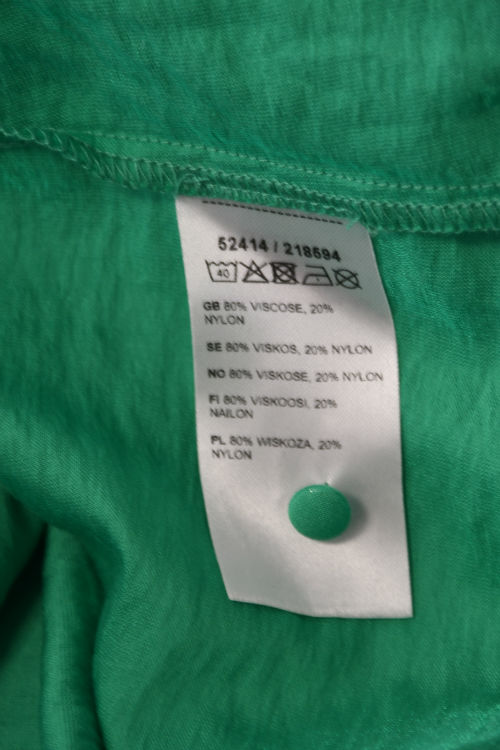 52414 / 218594
40
GB 80% VISCOSE, 20%
NYLON
SE 80% VISKOS, 20% NYLON
NO 80% VISKOSE, 20% NYLON
FI 80% VISKOOSI, 20%
NAILON
PL 80% WISKOZA, 20%
NYLON